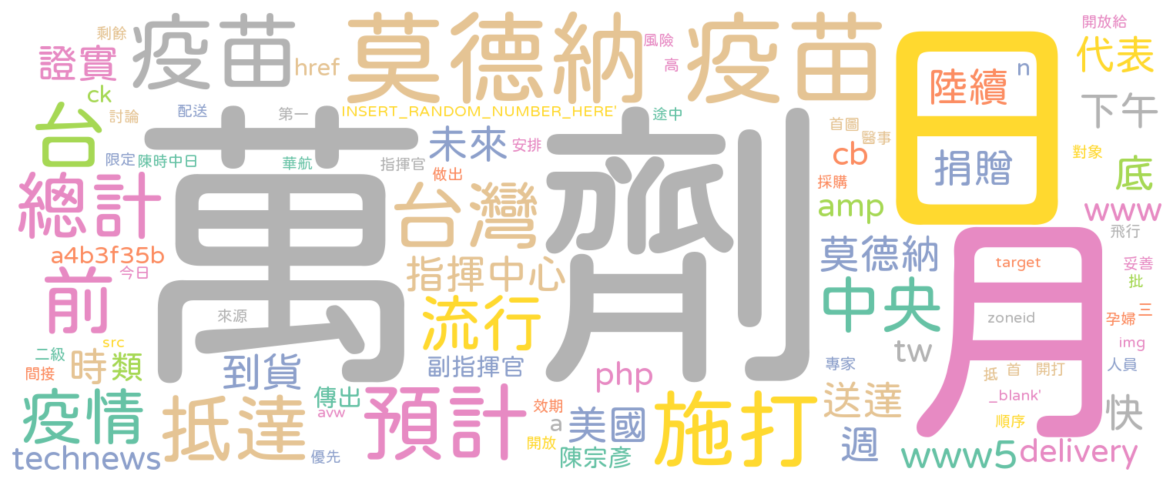 剩餘
證實
疫苗
href
莫德納
風險
高
疫苗
開放給
代表
ck
台
討論
配送
第一
INSERT_RANDOM_NUMBER_HERE'
途中
日
陸續
n
捐贈
下午
限定
陳時中日
萬
華航
指揮官
未來
安排
做出
劑
首圖
醫事
cb
採購
amp
對象
底
www
總計
a4b3f35b
今日
前
台灣
指揮中心
流行
副指揮官
莫德納
中央
tw
月
target
zoneid
飛行
妥善
批
三
孕婦
img
人員
來源
src
二級
間接
時
類
到貨
傳出
avw
php
專家
抵
首
開打
_blank'
順序
快
疫情
technews
抵達
優先
預計
效期
a
開放
美國
陳宗彥
施打
送達
週
www5
delivery